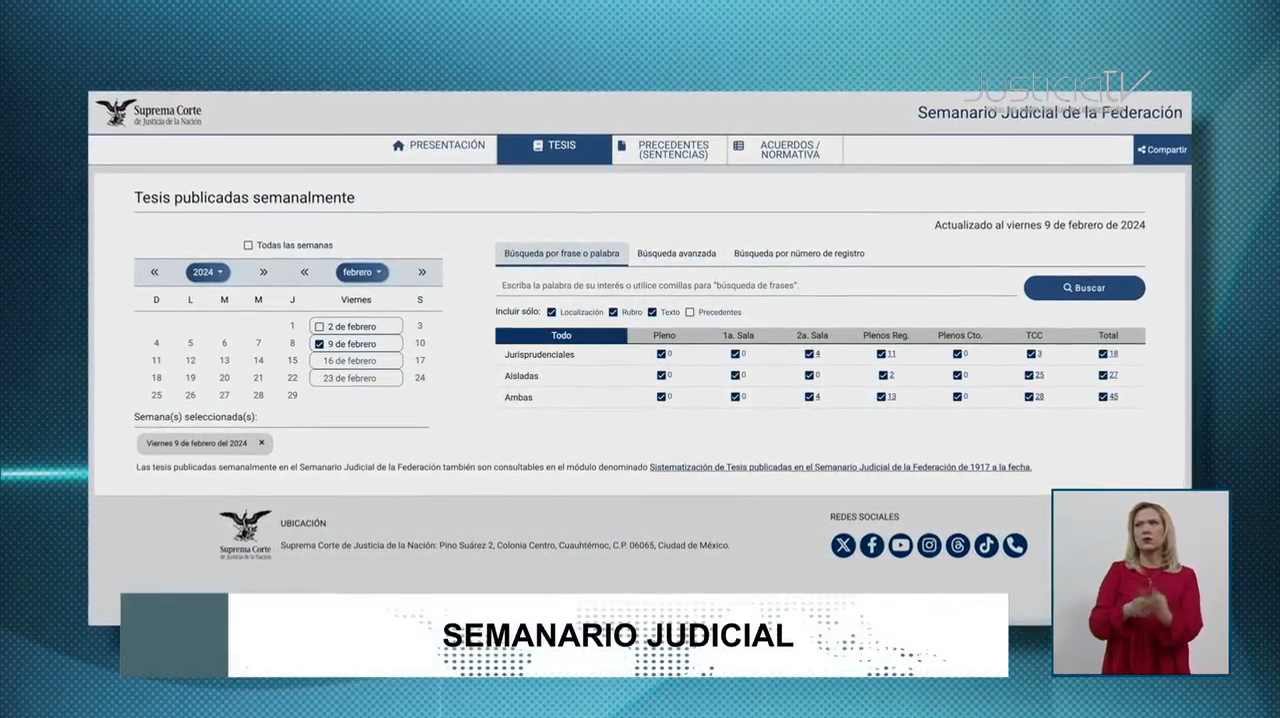 JusticiaTV
Suprema Corte
de Justicia de la Nación
Semanario Judicial de la Federación
PRESENTACIÓN
TESIS
PRECEDENTES
(SENTENCIAS)
ACUERDOS /
NORMATIVA
Compartir
Tesis publicadas semanalmente
Actualizado al viernes 9 de febrero de 2024
Todas las semanas
« 2024 » « febrero »
D L M M J Viernes S
1 2 de febrero 3
4 5 6 7 8 9 de febrero 10
11 12 13 14 15 16 de febrero 17
18 19 20 21 22 23 de febrero 24
25 26 27 28 29
Semana(s) seleccionada(s):
Viernes 9 de febrero del 2024 ×
Búsqueda por frase o palabra Búsqueda avanzada Búsqueda por número de registro
Escriba la palabra de su interés o utilice comillas para "búsqueda de frases".
Buscar
Incluir sólo: Localización Rubro Texto Precedentes
Todo Pleno 1a. Sala 2a. Sala Plenos Reg. Plenos Cto. TCC Total
Jurisprudenciales 0 0 4 11 0 3 18
Aisladas 0 0 0 2 0 25 27
Ambas 0 0 4 13 0 28 45
Las tesis publicadas semanalmente en el Semanario Judicial de la Federación también son consultables en el módulo denominado Sistematización de Tesis publicadas en el Semanario Judicial de la Federación de 1917 a la fecha.
Suprema Corte
de Justicia de la Nación
UBICACIÓN
Suprema Corte de Justicia de la Nación: Pino Suárez 2, Colonia Centro, Cuauhtémoc, C.P. 06065, Ciudad de México.
REDES SOCIALES
SEMANARIO JUDICIAL